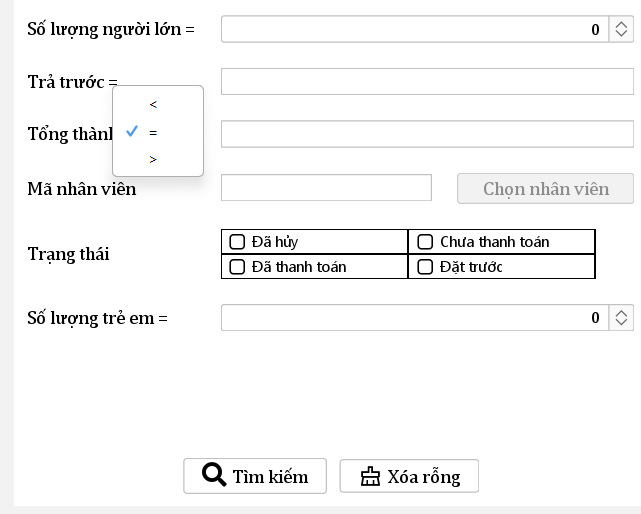 Số lượng người lớn =
0
Trả trước =
<
Tổng thành
=
>
Mã nhân viên
Chọn nhân viên
Trạng thái
Đã hủy
Chưa thanh toán
Đã thanh toán
Đặt trước
Số lượng trẻ em =
0
Tìm kiếm
Xóa rỗng